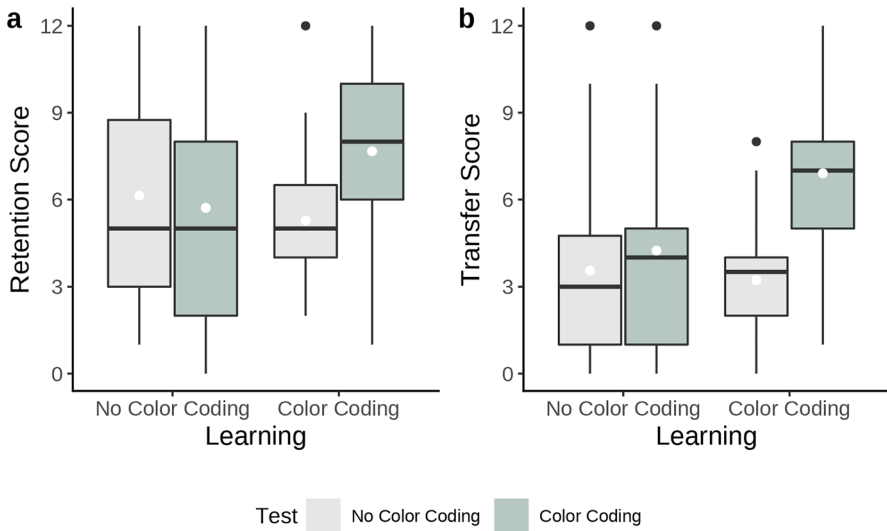 a
Retention Score
12
9
6
3
0
No Color Coding Color Coding
Learning
b
Transfer Score
12
9
6
3
0
No Color Coding Color Coding
Learning
Test No Color Coding Color Coding